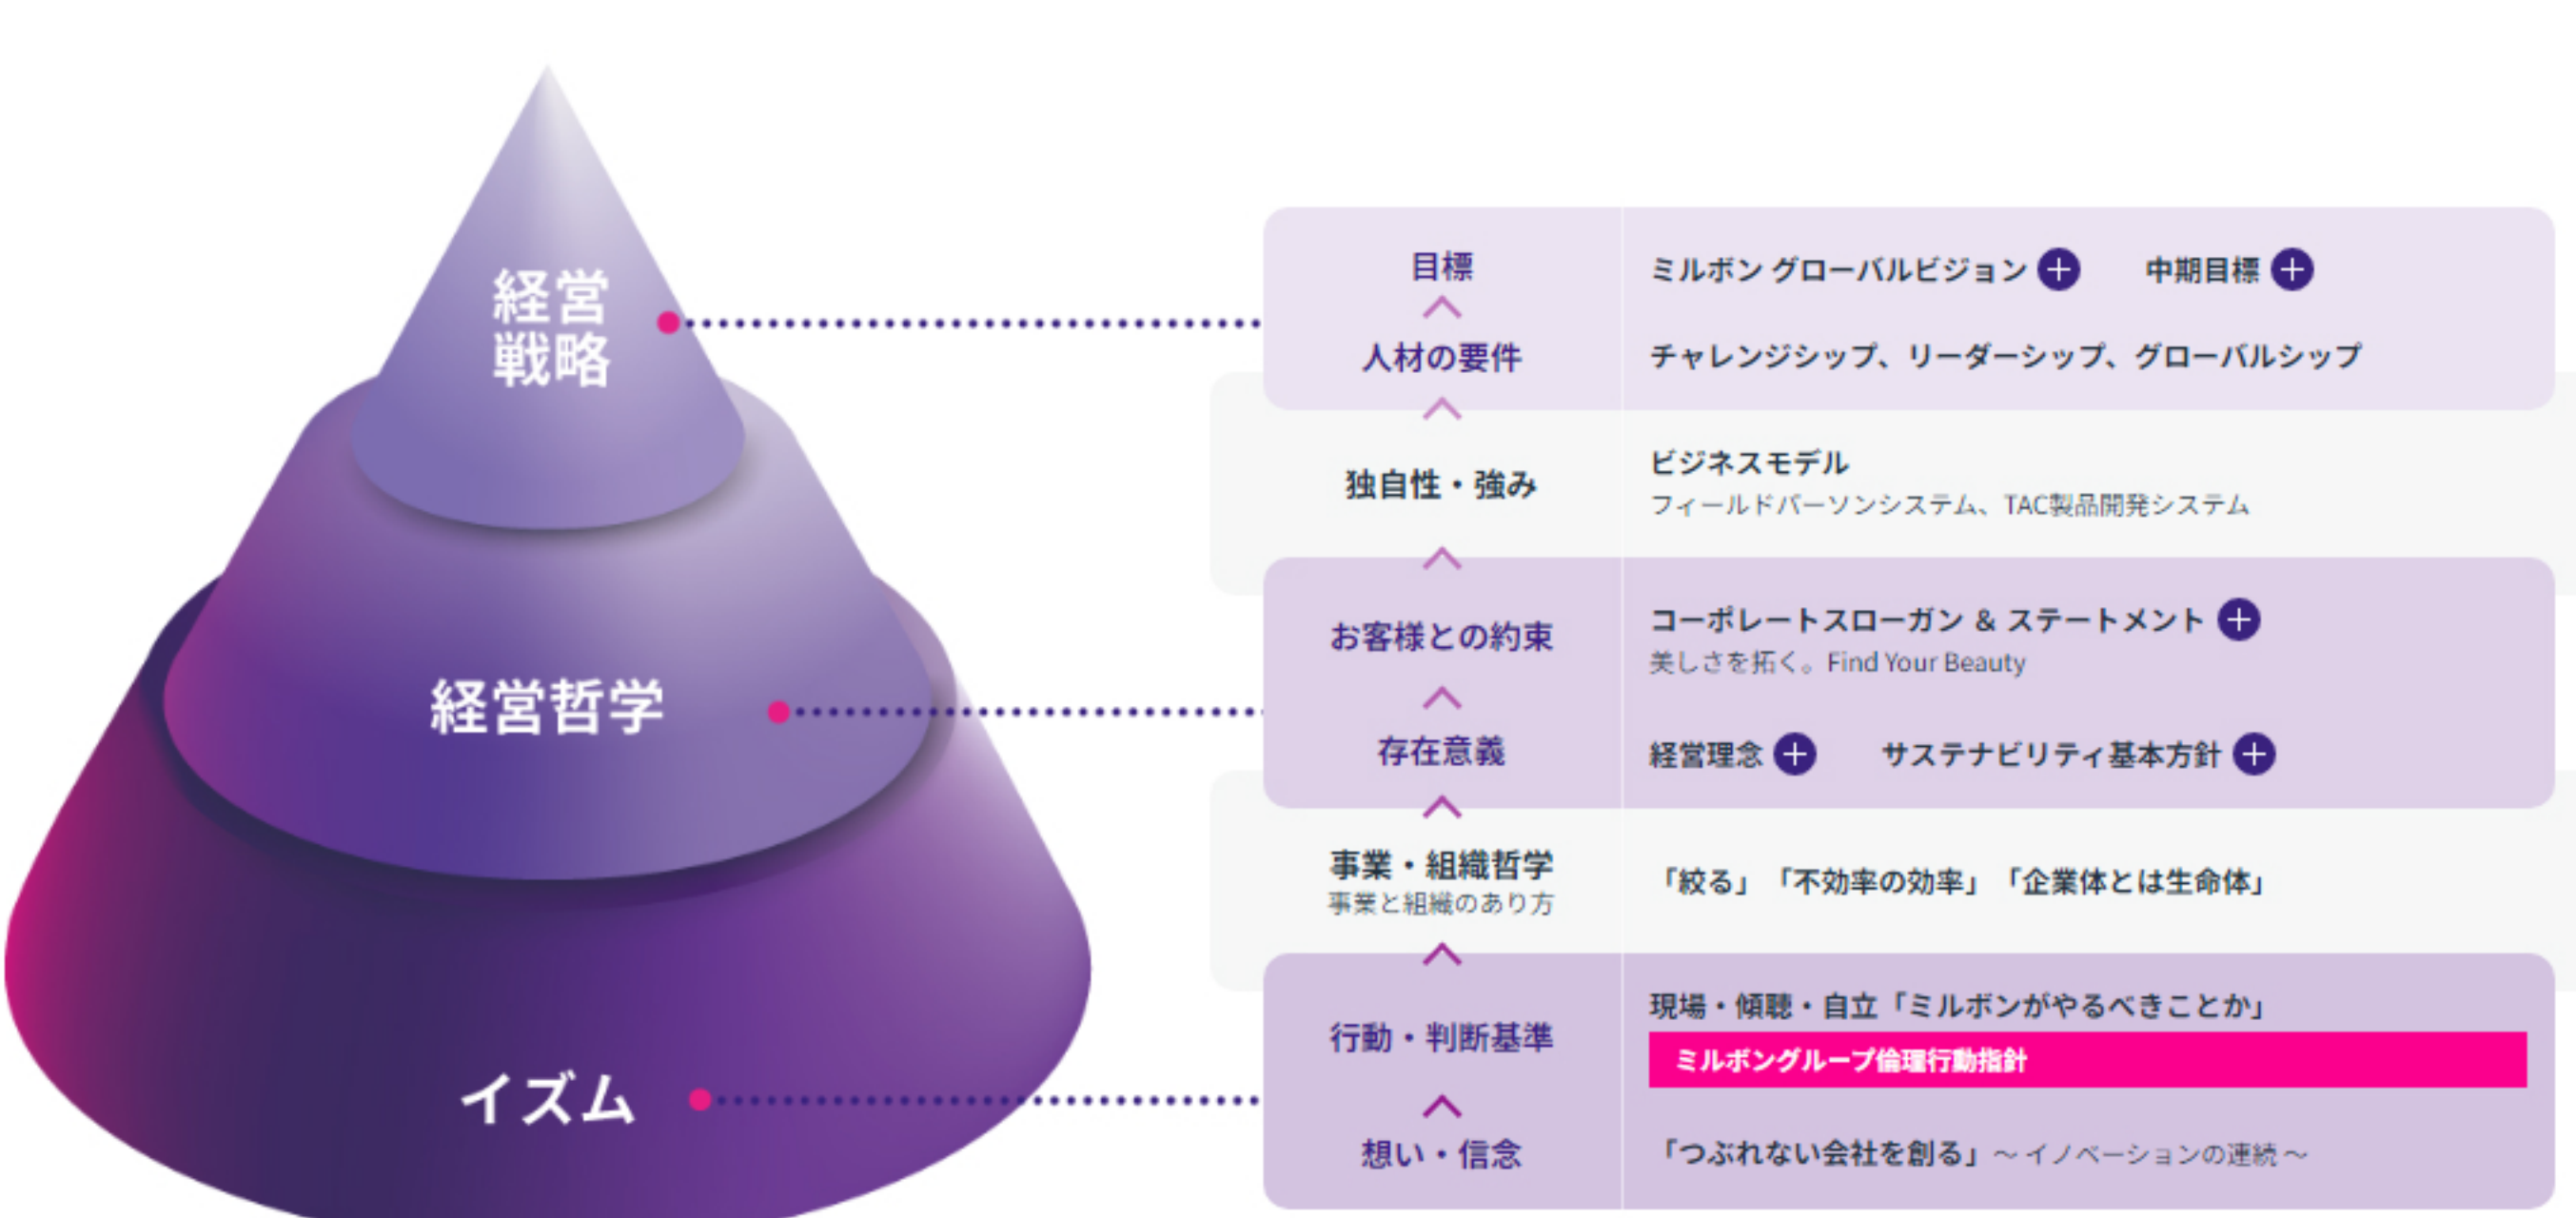 経営
戦略
経営哲学
イズム
目標
ミルボン グローバルビジョン
中期目標
人材の要件
チャレンジシップ、リーダーシップ、グローバルシップ
独自性・強み
ビジネスモデル
フィールドパーソンシステム、TAC製品開発システム
お客様との約束
コーポレートスローガン & ステートメント
美しさを拓く。Find Your Beauty
存在意義
経営理念
サステナビリティ基本方針
事業・組織哲学
事業と組織のあり方
「絞る」「不効率の効率」「企業体とは生命体」
行動・判断基準
現場・傾聴・自立「ミルボンがやるべきことか」
ミルボングループ倫理行動指針
想い・信念
「つぶれない会社を創る」～ イノベーションの連続 ～